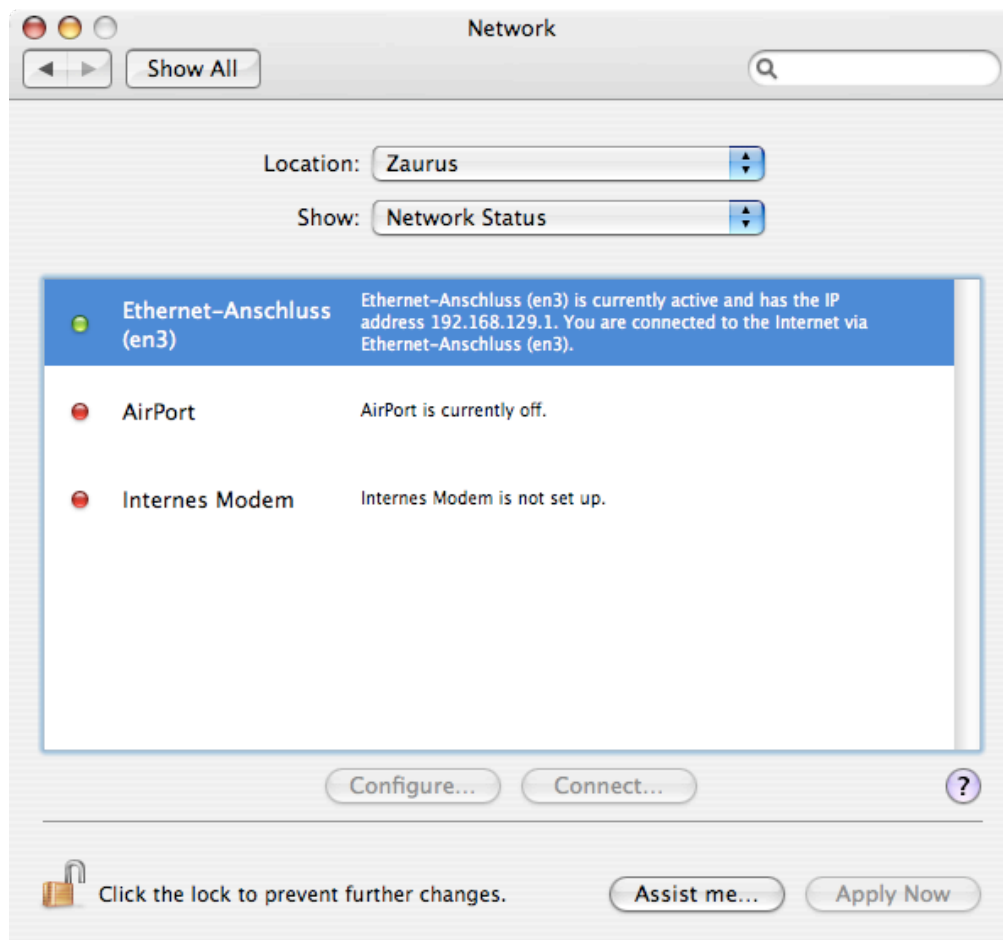 Network
Show All
Location: Zaurus
Show: Network Status
Ethernet-Anschluss
(en3)
Ethernet-Anschluss (en3) is currently active and has the IP
address 192.168.129.1. You are connected to the Internet via
Ethernet-Anschluss (en3).
AirPort
AirPort is currently off.
Internes Modem
Internes Modem is not set up.
Configure...
Connect...
?
Click the lock to prevent further changes.
Assist me...
Apply Now